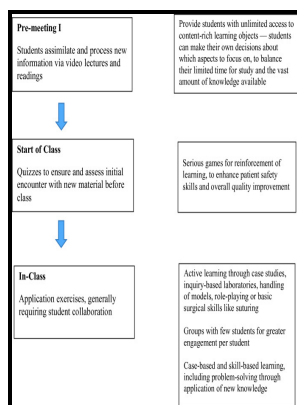 Pre-meeting I
Students assimilate and process new
information via video lectures and
readings
Provide students with unlimited access to
content-rich learning objects — students
can make their own decisions about
which aspects to focus on, to balance
their limited time for study and the vast
amount of knowledge available
Start of Class
Quizzes to ensure and assess initial
encounter with new material before
class
Serious games for reinforcement of
learning, to enhance patient safety
skills and overall quality improvement
In-Class
Application exercises, generally
requiring student collaboration
Active learning through case studies,
inquiry-based laboratories, handling
of models, role-playing or basic
surgical skills like suturing
Groups with few students for greater
engagement per student
Case-based and skill-based learning,
including problem-solving through
application of new knowledge